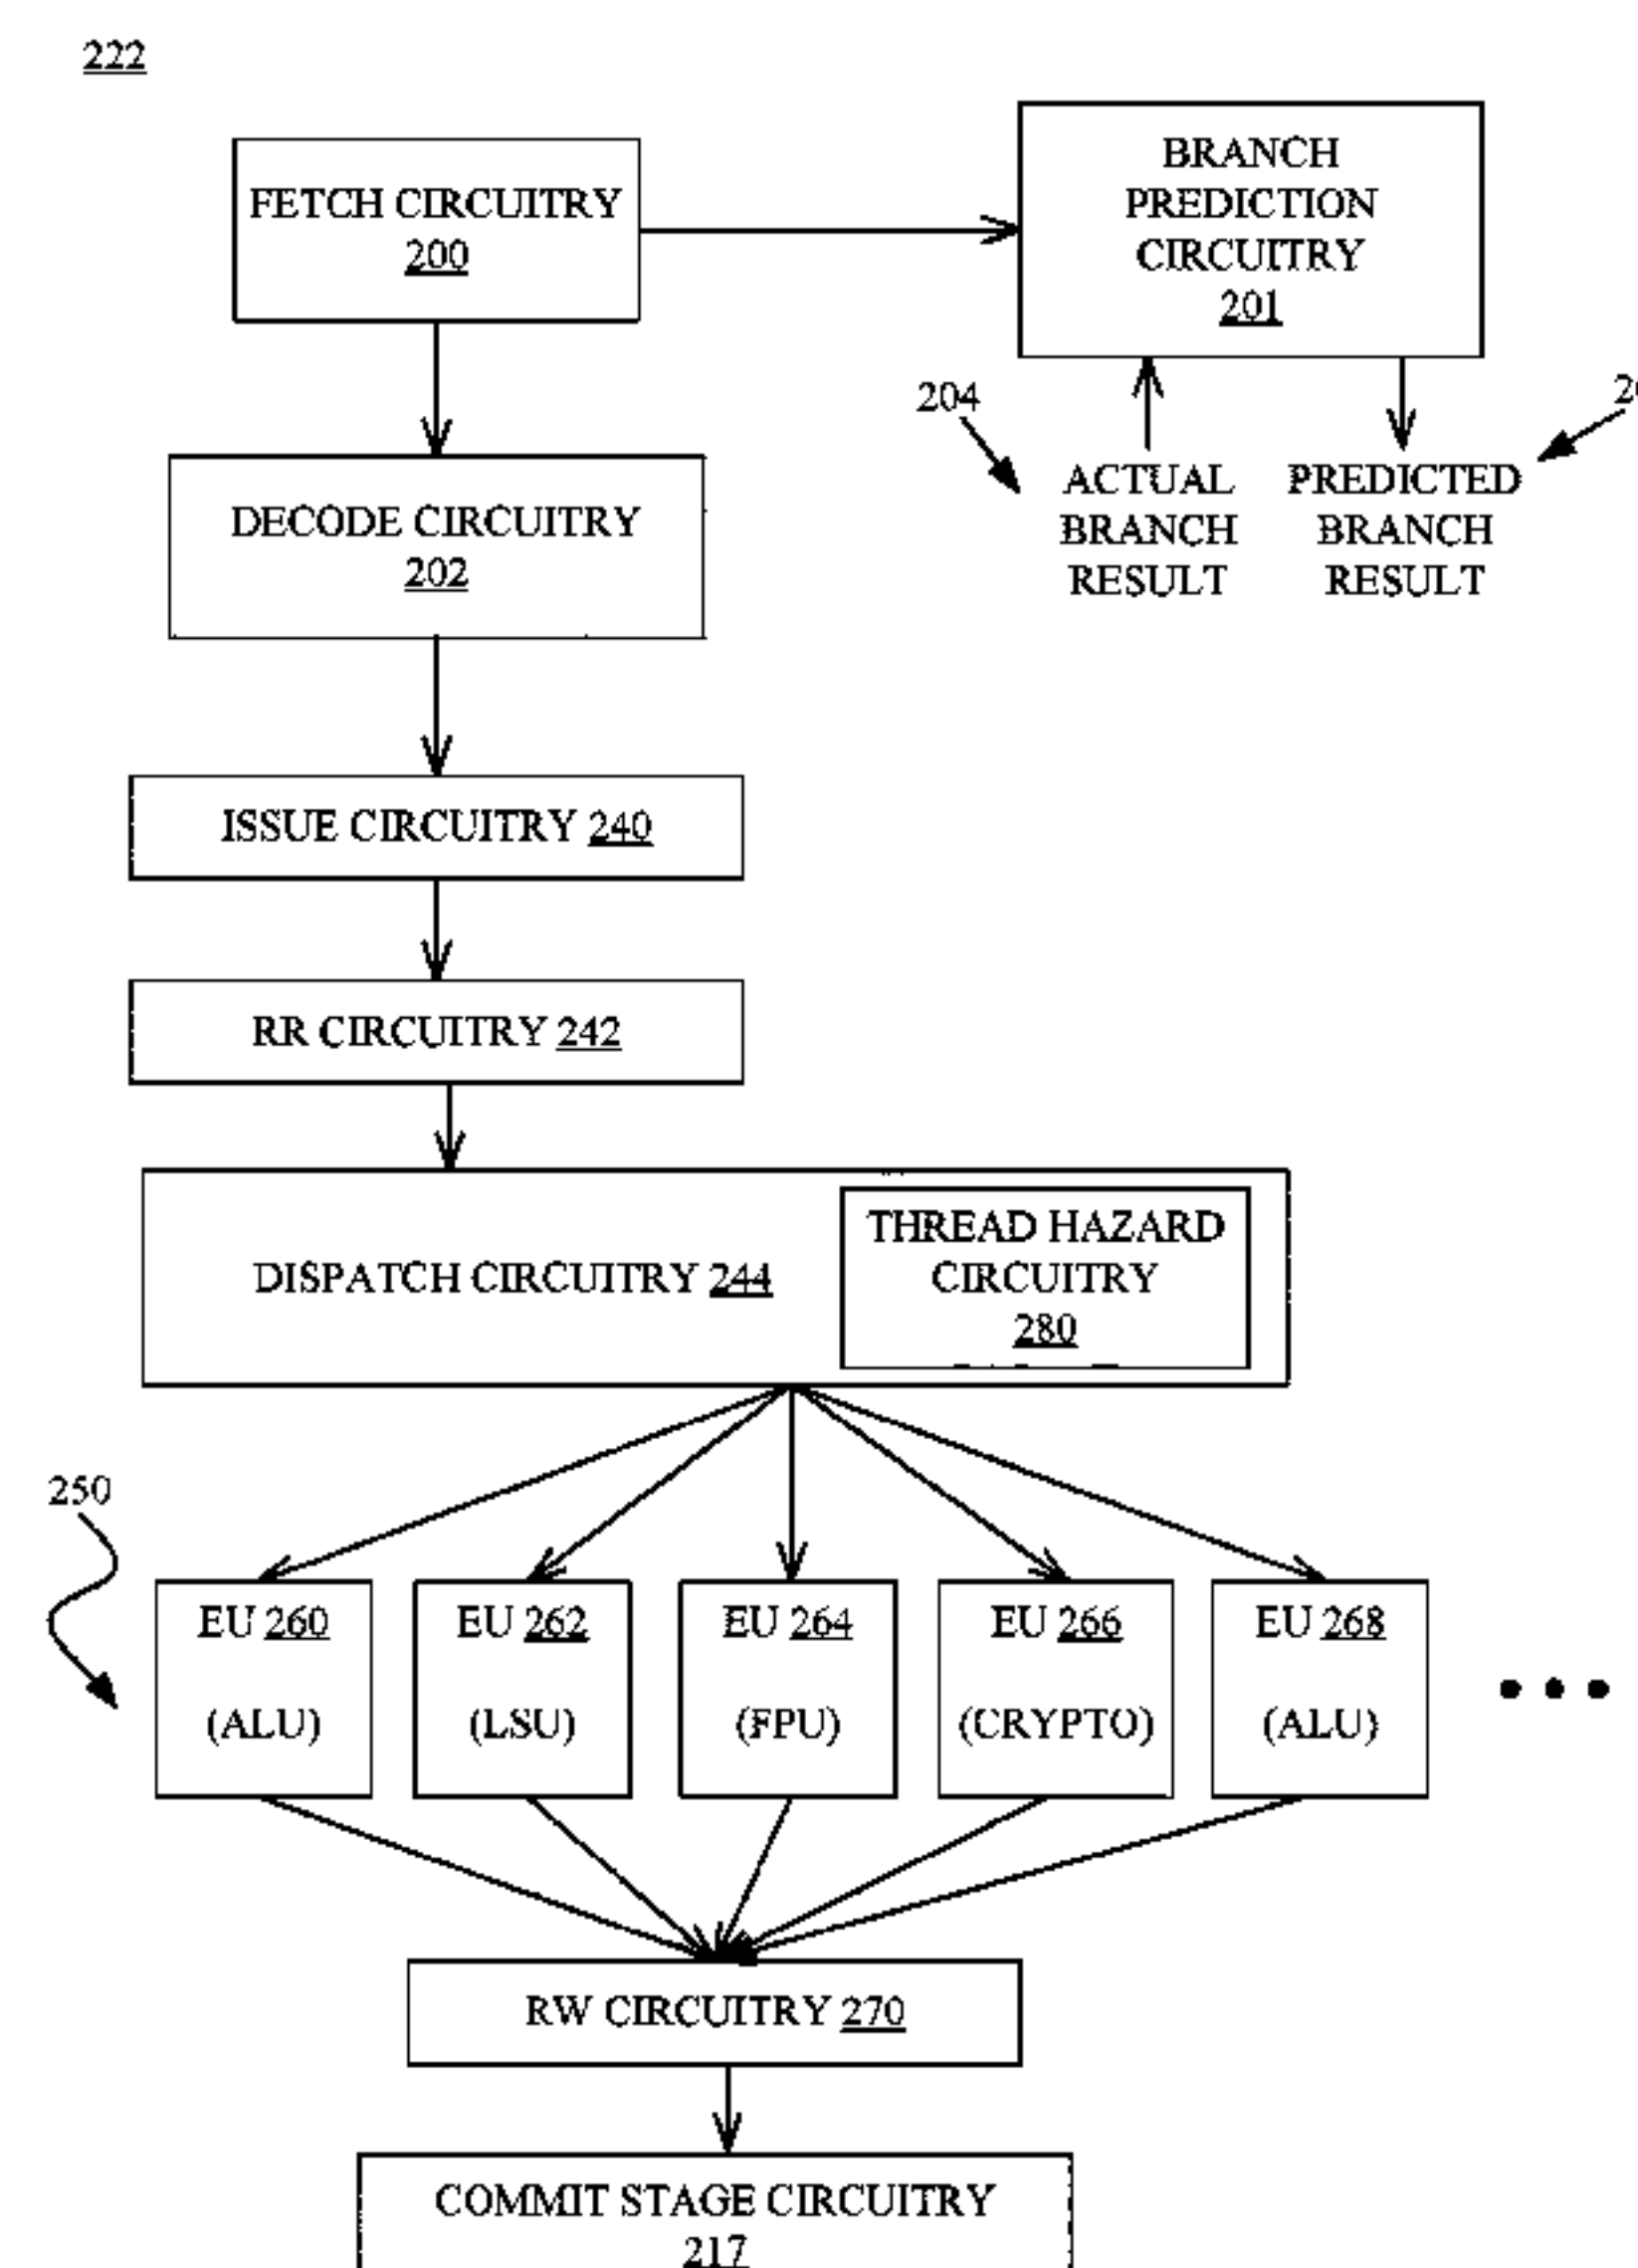 222
FETCH CIRCUITRY
200
BRANCH
PREDICTION
CIRCUITRY
201
204
ACTUAL
BRANCH
RESULT
PREDICTED
BRANCH
RESULT
DECODE CIRCUITRY
202
ISSUE CIRCUITRY 240
RR CIRCUITRY 242
DISPATCH CIRCUITRY 244
THREAD HAZARD
CIRCUITRY
280
250
EU 260
(ALU)
EU 262
(LSU)
EU 264
(FPU)
EU 266
(CRYPTO)
EU 268
(ALU)
RW CIRCUITRY 270
COMMIT STAGE CIRCUITRY
217